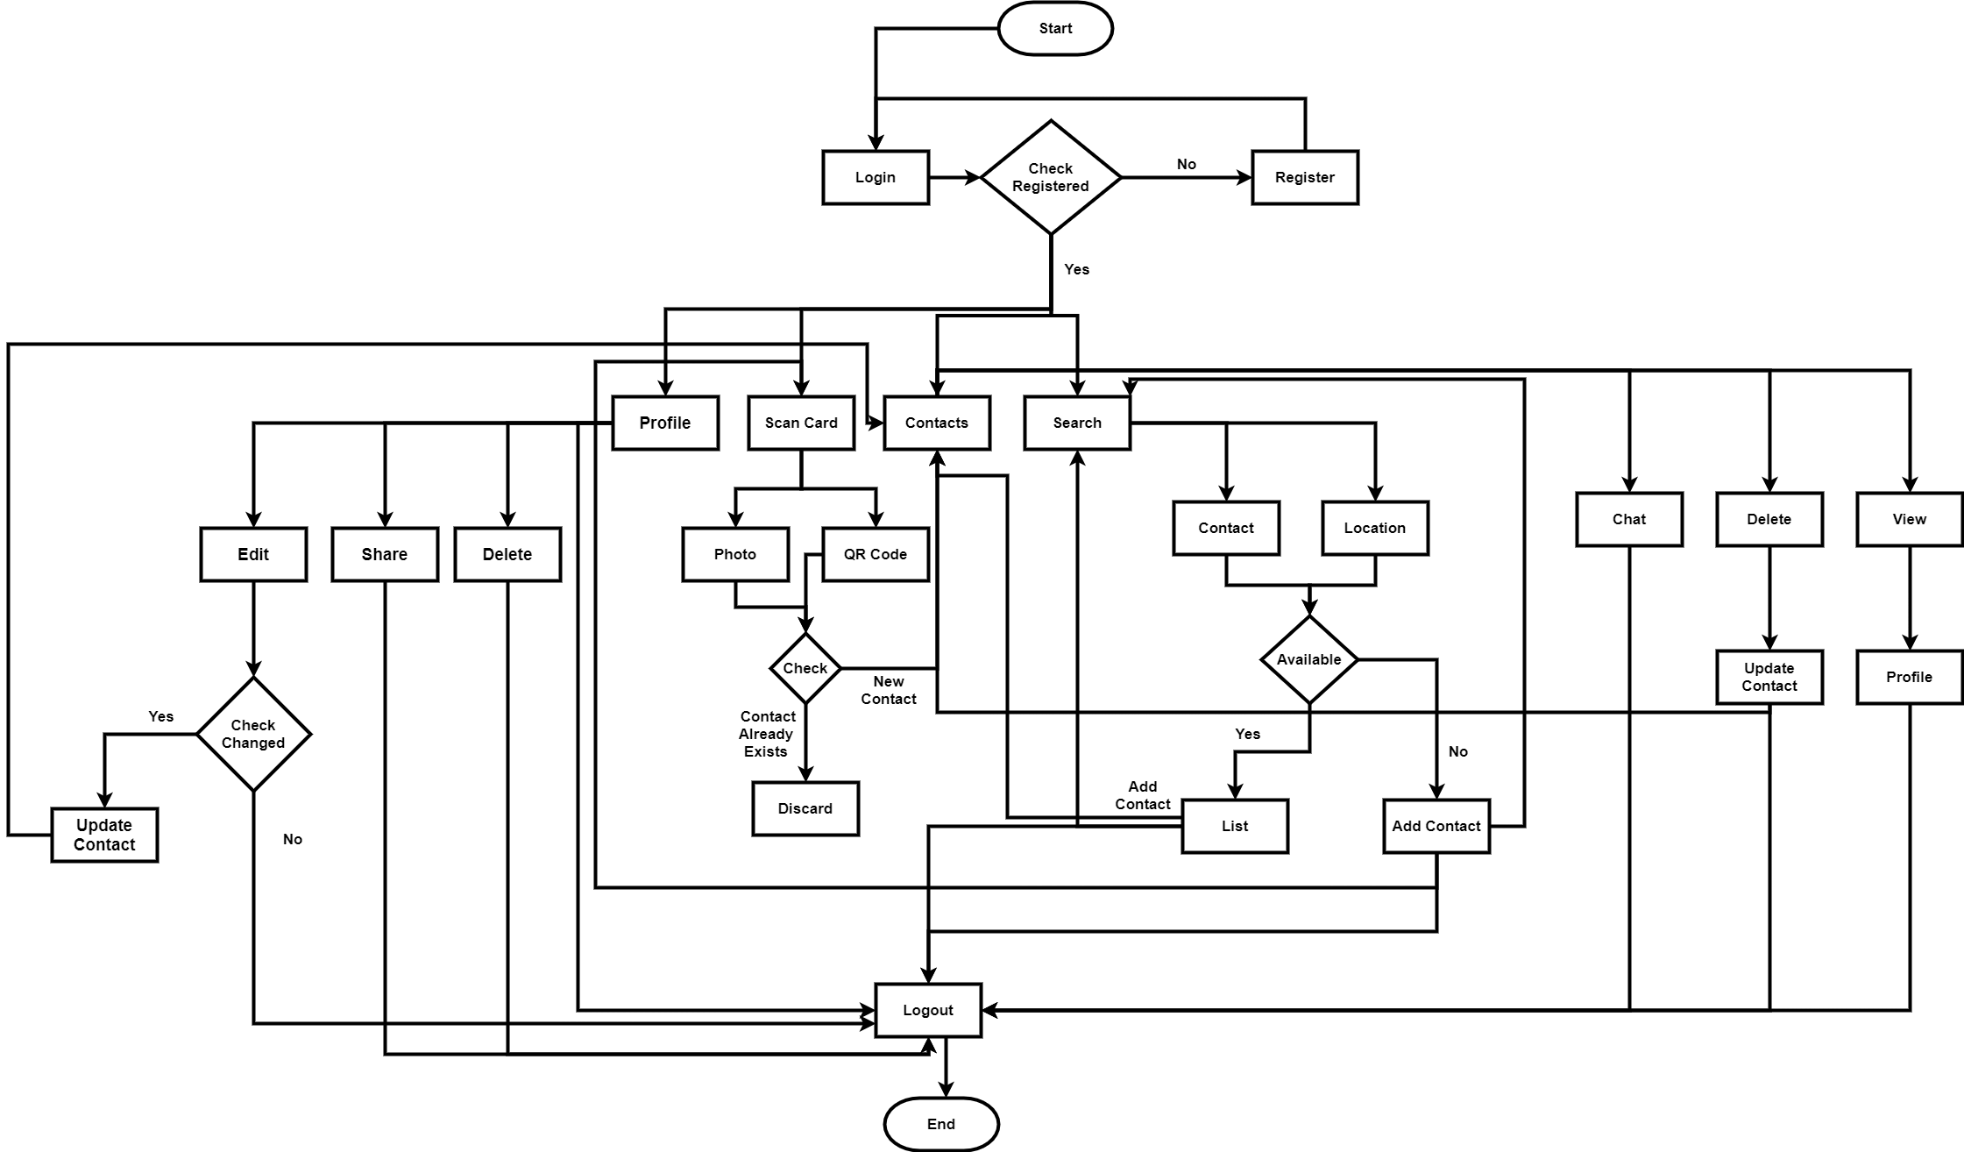 Start
Login
Check
Registered
No
Register
Yes
Profile
Scan Card
Contacts
Search
Contact
Location
Chat
Delete
View
Edit
Share
Delete
Photo
QR Code
Check
New
Contact
Available
Update
Contact
Profile
Yes
Check
Changed
Contact
Already
Exists
Yes
No
Add
Contact
Update
Contact
No
Discard
List
Add Contact
Logout
End